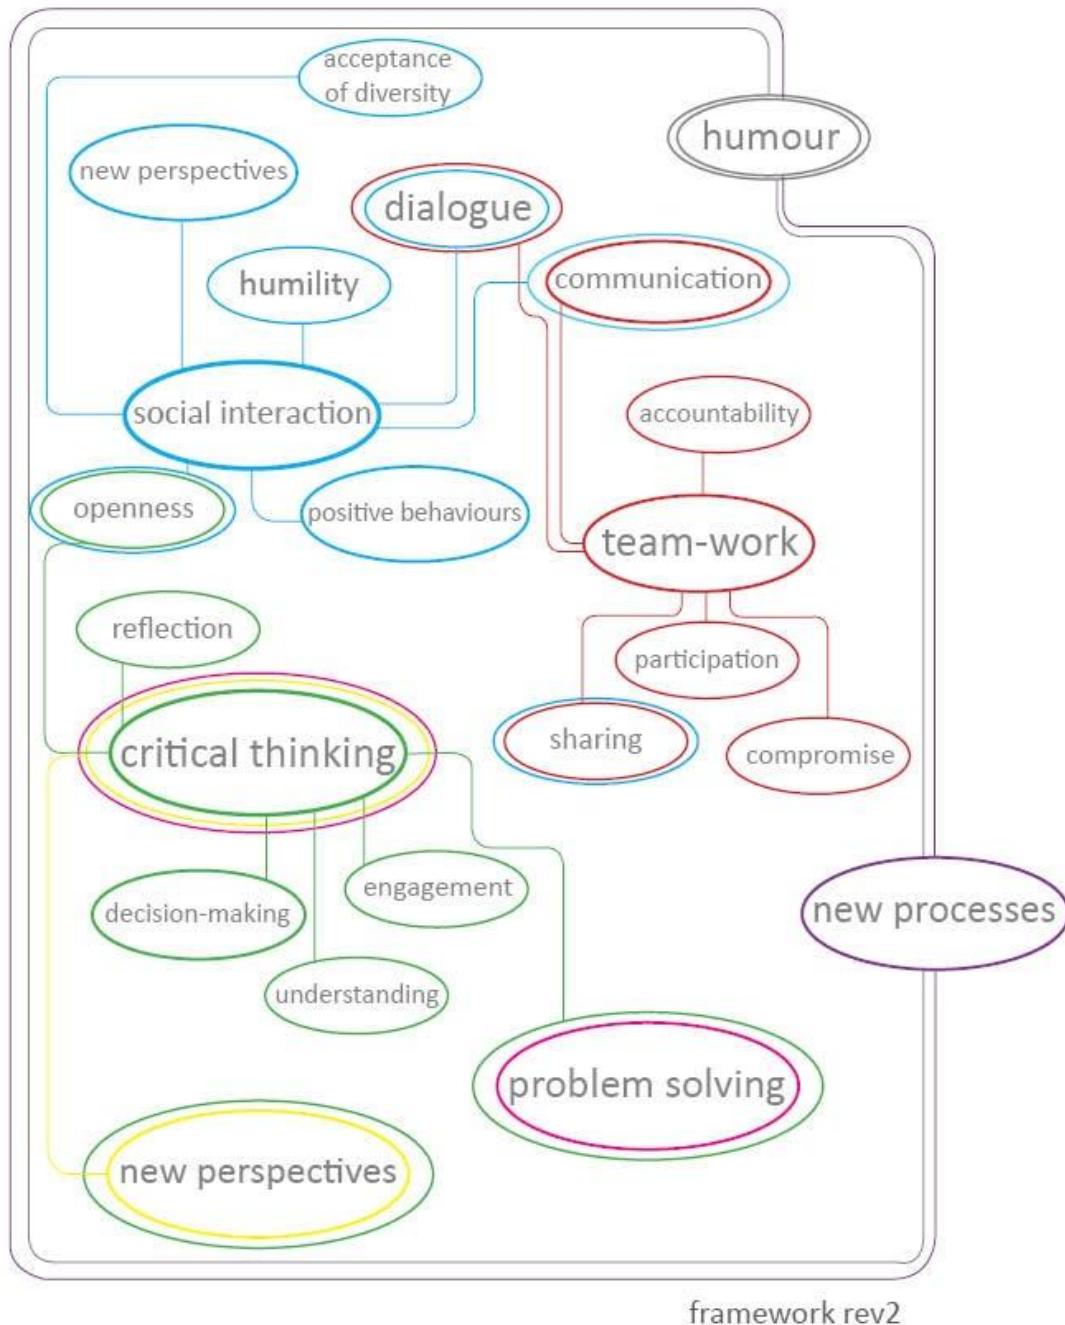 acceptance
of diversity
humour
new perspectives
dialogue
humility
communication
social interaction
accountability
openness
positive behaviours
team-work
reflection
participation
sharing
critical thinking
compromise
engagement
decision-making
new processes
understanding
problem solving
new perspectives
framework rev2